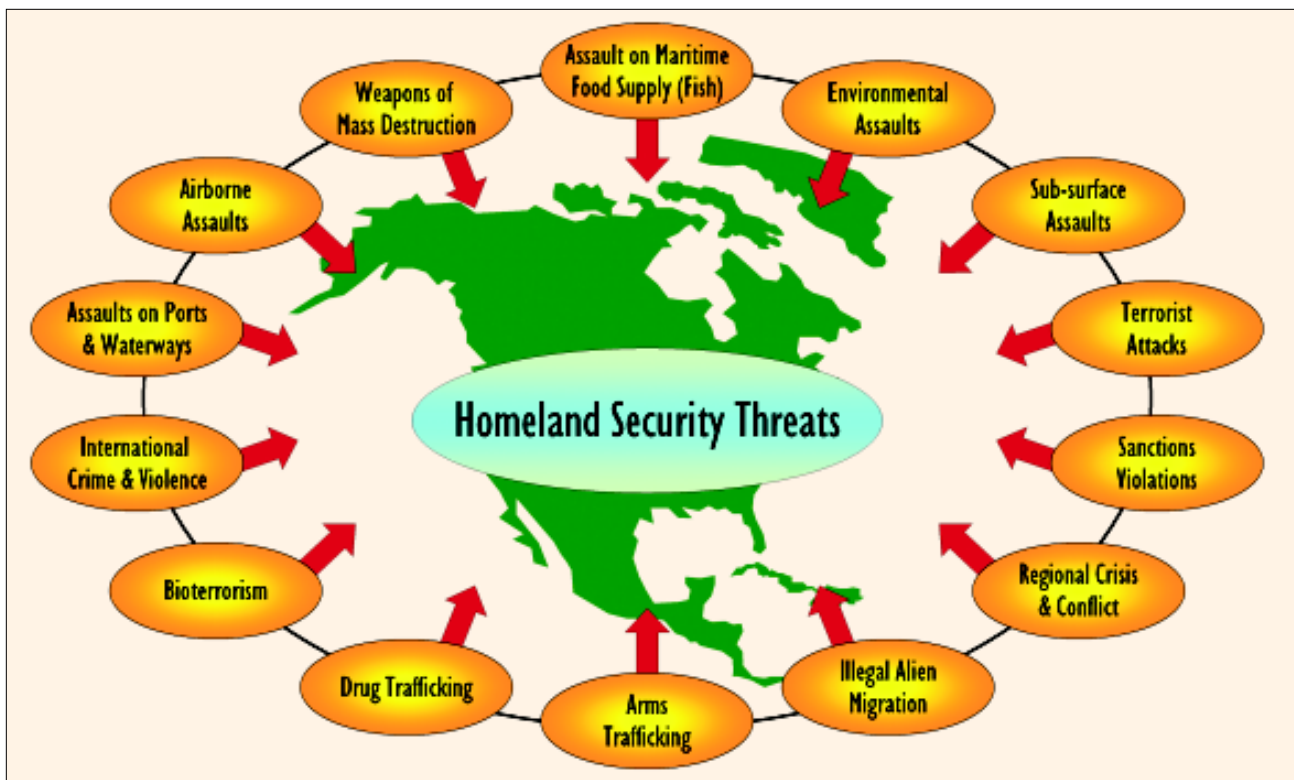 Assault on Maritime
Food Supply (Fish)
Environmental
Assaults
Sub-surface
Assaults
Terrorist
Attacks
Sanctions
Violations
Regional Crisis
& Conflict
Illegal Alien
Migration
Arms
Trafficking
Drug Trafficking
Bioterrorism
International
Crime & Violence
Assaults on Ports
& Waterways
Airborne
Assaults
Weapons of
Mass Destruction
Homeland Security Threats